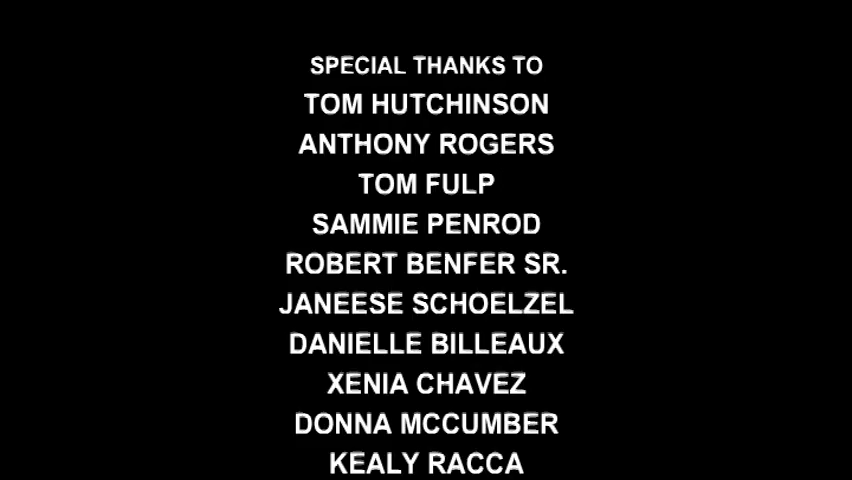 SPECIAL THANKS TO
TOM HUTCHINSON
ANTHONY ROGERS
TOM FULP
SAMMIE PENROD
ROBERT BENFER SR.
JANEESE SCHOELZEL
DANIELLE BILLEAUX
XENIA CHAVEZ
DONNA MCCUMBER
KEALY RACCA